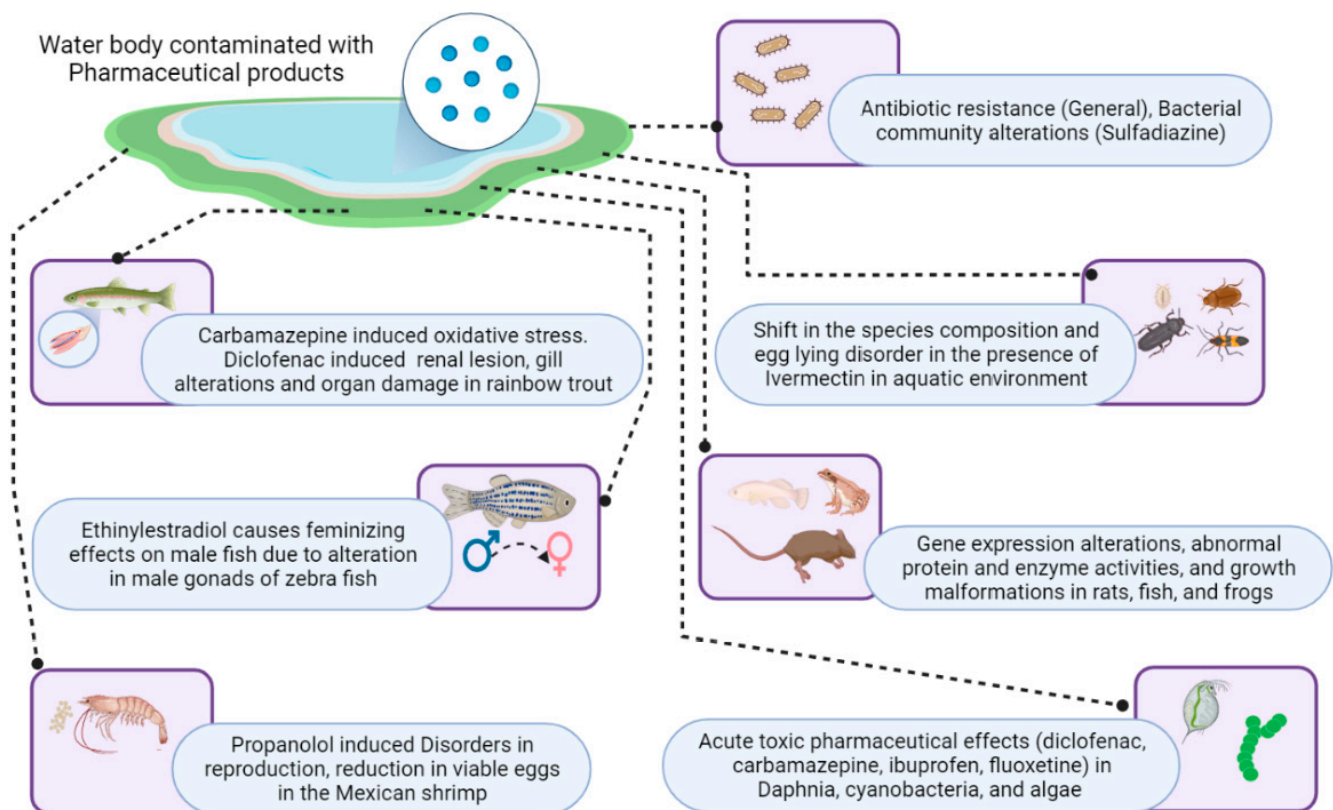 Water body contaminated with
Pharmaceutical products
Antibiotic resistance (General), Bacterial
community alterations (Sulfadiazine)
Carbamazepine induced oxidative stress.
Diclofenac induced renal lesion, gill
alterations and organ damage in rainbow trout
Shift in the species composition and
egg lying disorder in the presence of
Ivermectin in aquatic environment
Ethinylestradiol causes feminizing
effects on male fish due to alteration
in male gonads of zebra fish
Gene expression alterations, abnormal
protein and enzyme activities, and growth
malformations in rats, fish, and frogs
Propanolol induced Disorders in
reproduction, reduction in viable eggs
in the Mexican shrimp
Acute toxic pharmaceutical effects (diclofenac,
carbamazepine, ibuprofen, fluoxetine) in
Daphnia, cyanobacteria, and algae